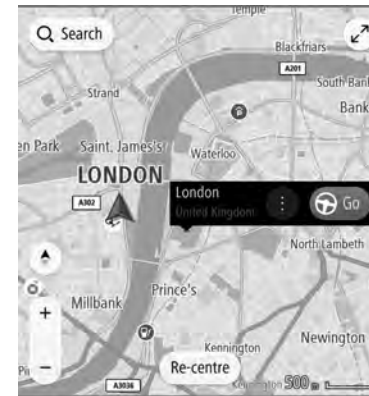 Temple
Search
Blackfriars
A201
South Bank
Strand
Bank
en Park
Saint. James's
Waterloo
LONDON
London
A302
United Kingdom
Go
North Lambeth
Millbank
Prince's
+
Newington
Kennington
-
Re-centre
A3036
Kennington
500 m